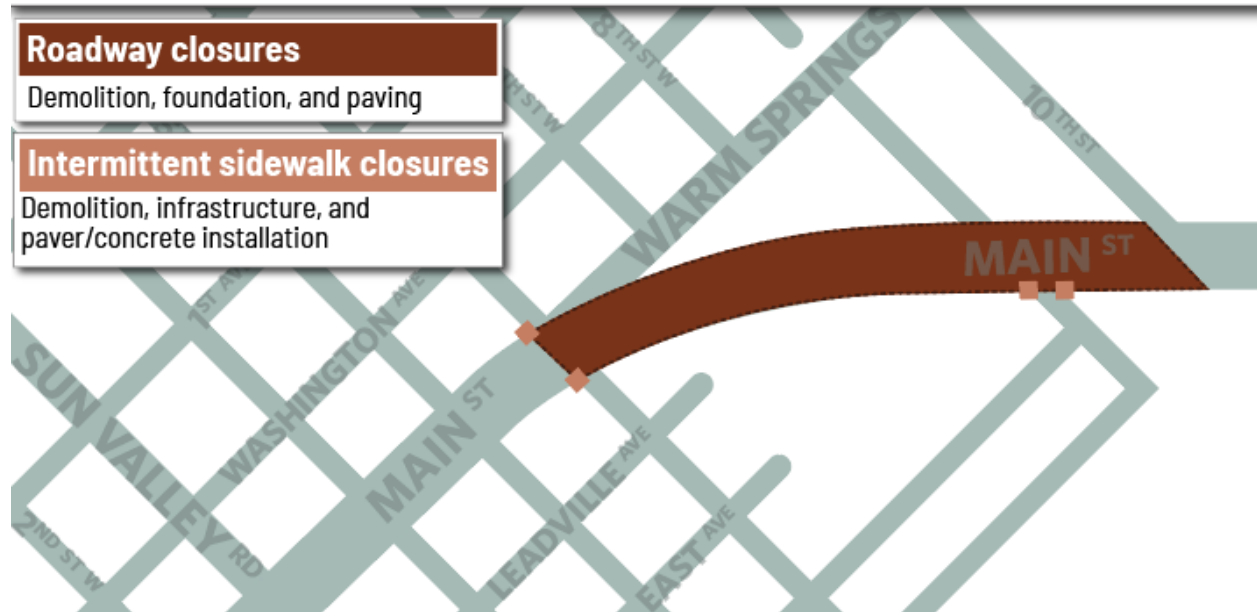 Roadway closures
Demolition, foundation, and paving
Intermittent sidewalk closures
Demolition, infrastructure, and
paver/concrete installation
8TH ST W
TH ST W
WARM SPRINGS
10TH ST
MAIN ST
1ST AVE
WASHINGTON AVE
SUN VALLEY RD
MAIN ST
2ND ST W
LEADVILLE AVE
EAST AVE